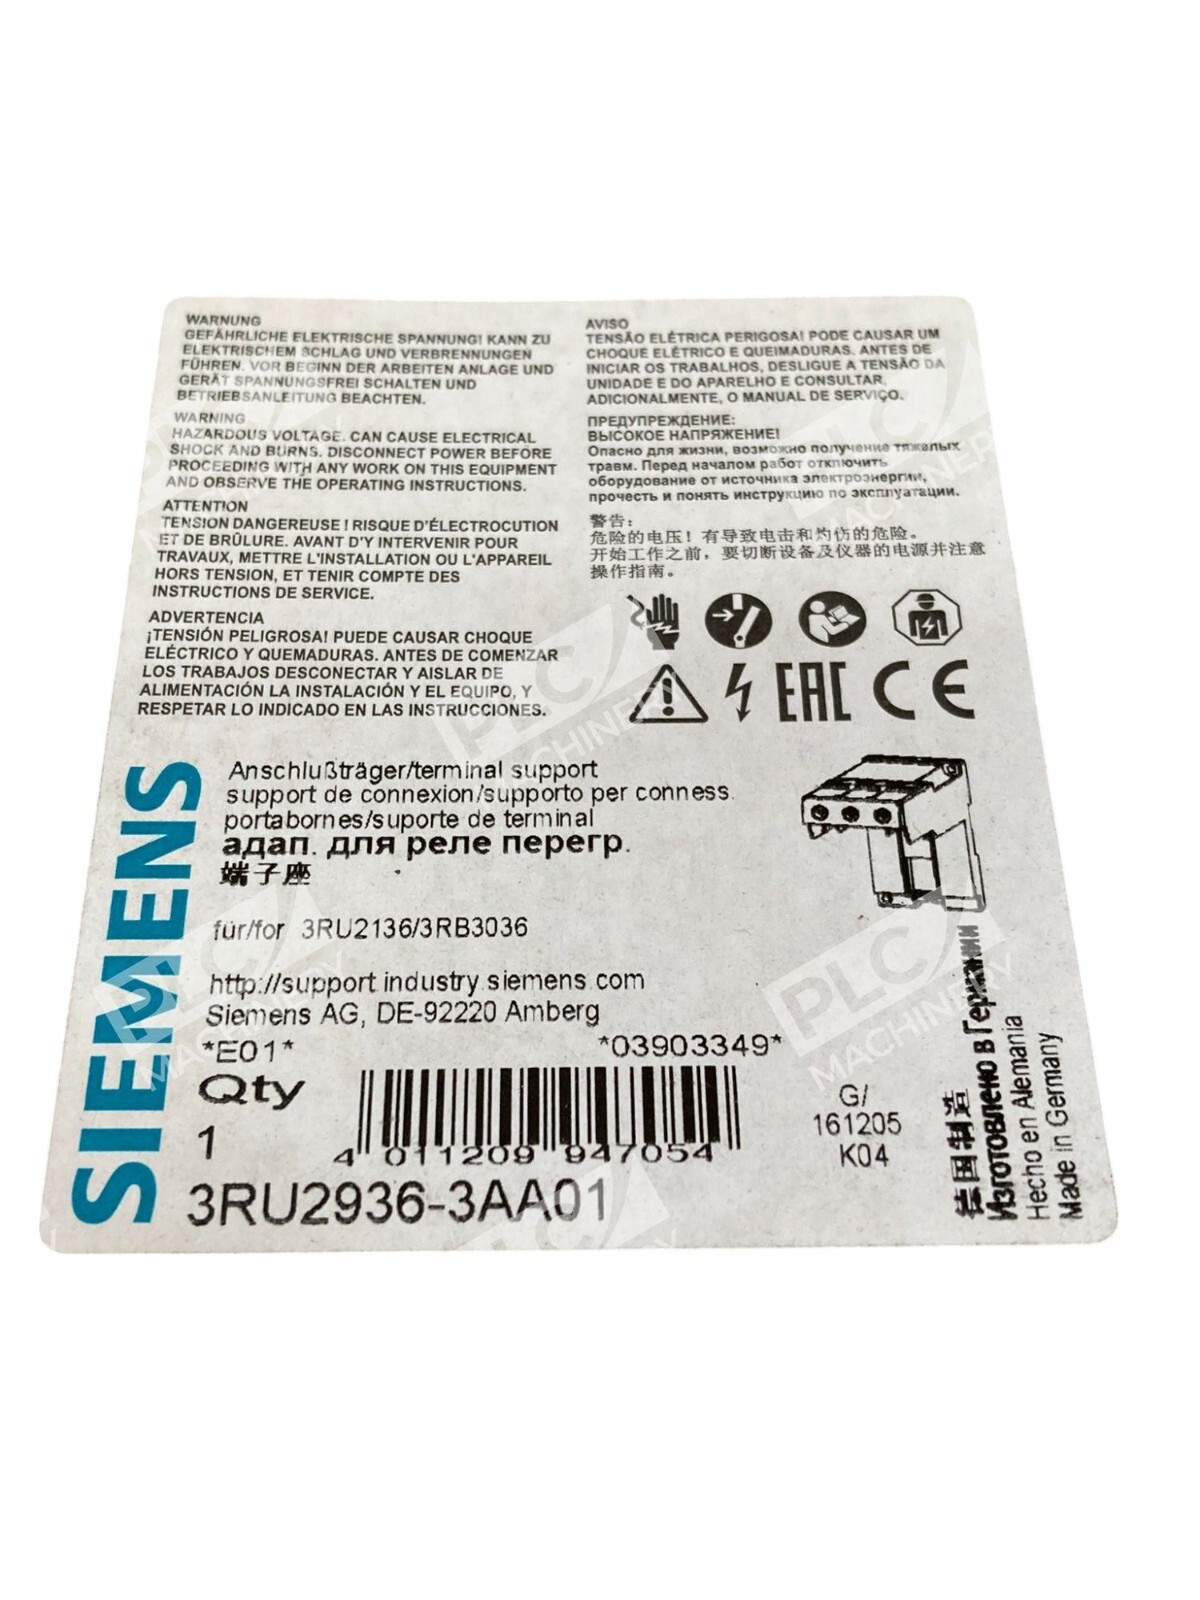 WARNUNG
GEFÄHRLICHE ELEKTRISCHE SPANNUNG! KANN ZU
ELEKTRISCHEM SCHLAG UND VERBRENNUNGEN
FÜHREN. VOR BEGINN DER ARBEITEN ANLAGE UND
GERÄT SPANNUNGSFREI SCHALTEN UND
BETRIEBSANLEITUNG BEACHTEN.
WARNING
HAZARDOUS VOLTAGE. CAN CAUSE ELECTRICAL
SHOCK AND BURNS. DISCONNECT POWER BEFORE
PROCEEDING WITH ANY WORK ON THIS EQUIPMENT
AND OBSERVE THE OPERATING INSTRUCTIONS.
ATTENTION
TENSION DANGEREUSE ! RISQUE D'ÉLECTROCUTION
ET DE BRÛLURE. AVANT D'Y INTERVENIR POUR
TRAVAUX, METTRE L'INSTALLATION OU L'APPAREIL
HORS TENSION, ET TENIR COMPTE DES
INSTRUCTIONS DE SERVICE.
ADVERTENCIA
¡TENSIÓN PELIGROSA! PUEDE CAUSAR CHOQUE
ELÉCTRICO Y QUEMADURAS. ANTES DE COMENZAR
LOS TRABAJOS DESCONECTAR Y AISLAR DE
ALIMENTACIÓN LA INSTALACIÓN Y EL EQUIPO, Y
RESPETAR LO INDICADO EN LAS INSTRUCCIONES.
AVISO
TENSÃO ELÉTRICA PERIGOSA! PODE CAUSAR UM
CHOQUE ELÉTRICO E QUEIMADURAS. ANTES DE
INICIAR OS TRABALHOS, DESLIGUE A TENSÃO DA
UNIDADE E DO APARELHO E CONSULTAR,
ADICIONALMENTE, O MANUAL DE SERVIÇO.
ПРЕДУПРЕЖДЕНИЕ:
ВЫСОКОЕ НАПРЯЖЕНИЕ!
Опасно для жизни, возможно получение тяжелых
травм. Перед началом работ отключить
оборудование от источника электроэнергии,
прочесть и понять инструкцию по эксплуатации.
警告:
危险的电压！有导致电击和灼伤的危险。
开始工作之前，要切断设备及仪器的电源并注意
操作指南。
EAC CE
SIEMENS
Anschlußträger/terminal support
support de connexion/supporto per conness.
portabornes/suporte de terminal
адап. для реле перегр.
端子座
für/for 3RU2136/3RB3036
http://support.industry.siemens.com
Siemens AG, DE-92220 Amberg
*E01* *03903349*
Qty
1
4 011209 947054
3RU2936-3AA01
G/
161205
K04
德国制造
Изготовлено в Германии
Hecho en Alemania
Made in Germany
PLC MACHINERY
PLC MACHINERY
PLC MACHINERY
PLC MACHINERY
PLC MACHINERY
PLC MACHINERY